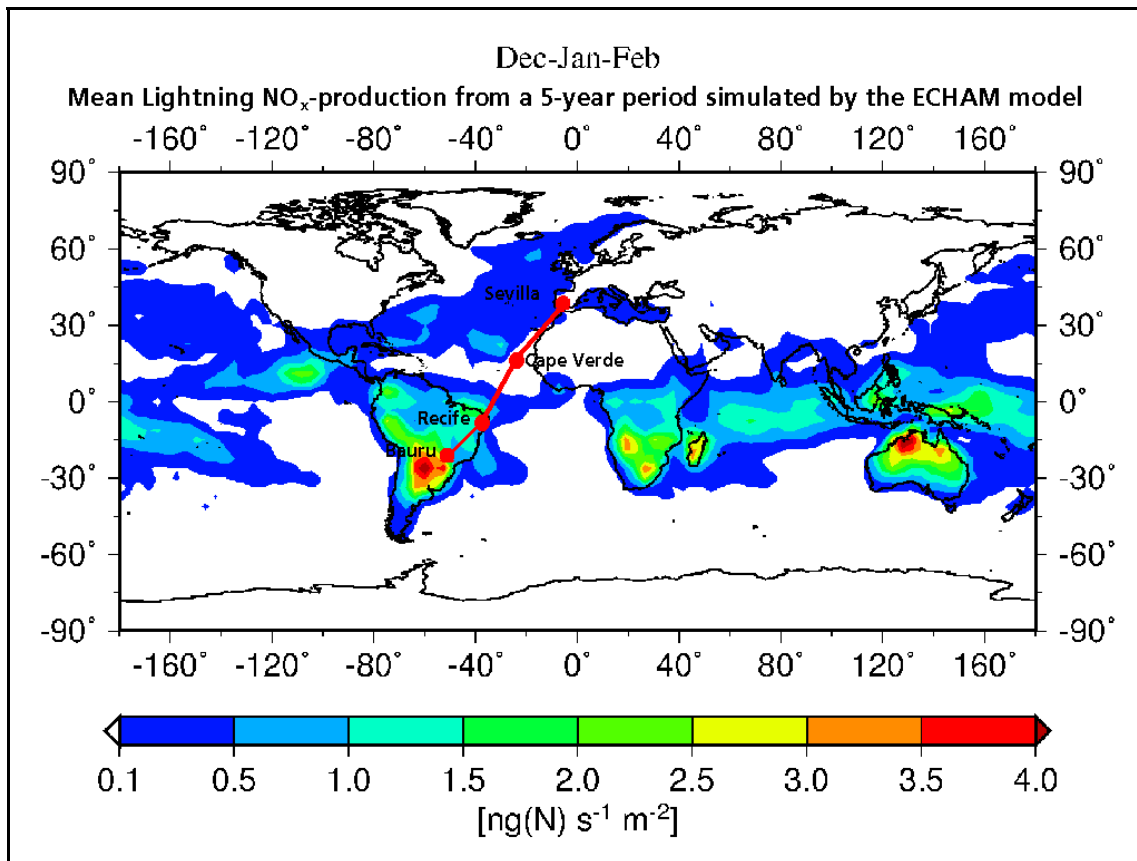 Dec-Jan-Feb
Mean Lightning NOx-production from a 5-year period simulated by the ECHAM model
-160˚ -120˚ -80˚ -40˚ 0˚ 40˚ 80˚ 120˚ 160˚
90˚ 90˚
60˚ 60˚
Sevilla
30˚ 30˚
Cape Verde
0˚ 0˚
Recife
Bauru
-30˚ -30˚
-60˚ -60˚
-90˚ -90˚
-160˚ -120˚ -80˚ -40˚ 0˚ 40˚ 80˚ 120˚ 160˚
0.1 0.5 1.0 1.5 2.0 2.5 3.0 3.5 4.0
[ng(N) s⁻¹ m⁻²]